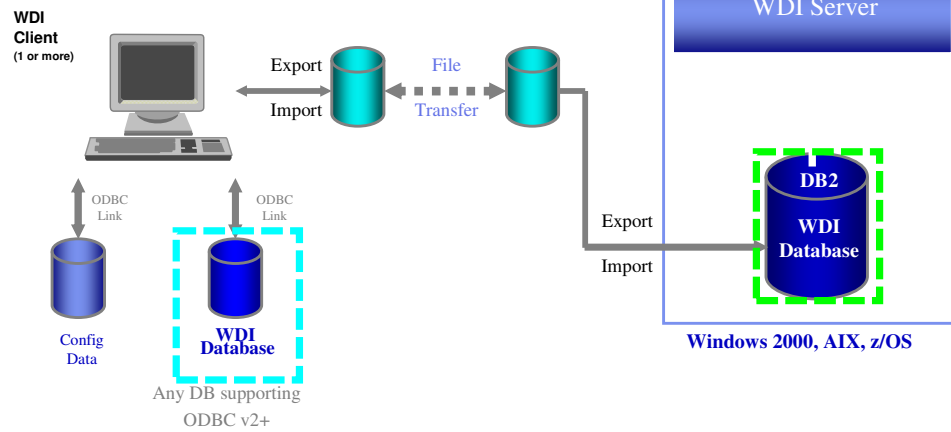 WDI
Client
(1 or more)
Export
Import
File
Transfer
WDI Server
ODBC
Link
ODBC
Link
Config
Data
WDI
Database
Any DB supporting
ODBC v2+
Export
Import
DB2
WDI
Database
Windows 2000, AIX, z/OS